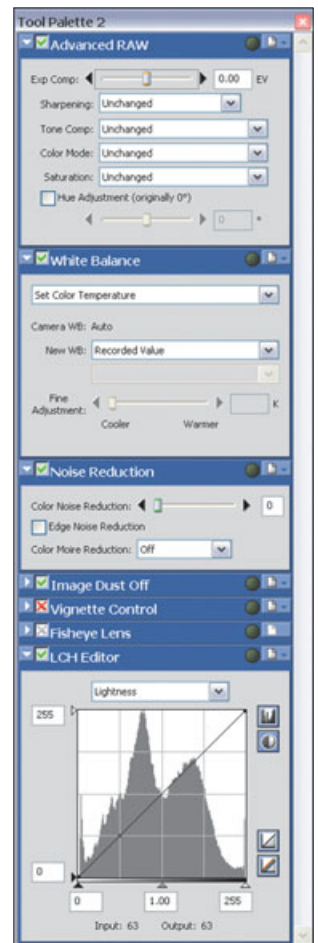 Tool Palette 2
Advanced RAW
Exp Comp: 0.00 EV
Sharpening: Unchanged
Tone Comp: Unchanged
Color Mode: Unchanged
Saturation: Unchanged
Hue Adjustment (originally 0°)
0 °
White Balance
Set Color Temperature
Camera WB: Auto
New WB: Recorded Value
Fine Adjustment: K
Cooler Warmer
Noise Reduction
Color Noise Reduction: 0
Edge Noise Reduction
Color Moire Reduction: Off
Image Dust Off
Vignette Control
Fisheye Lens
LCH Editor
Lightness
255
0
0 1.00 255
Input: 63 Output: 63